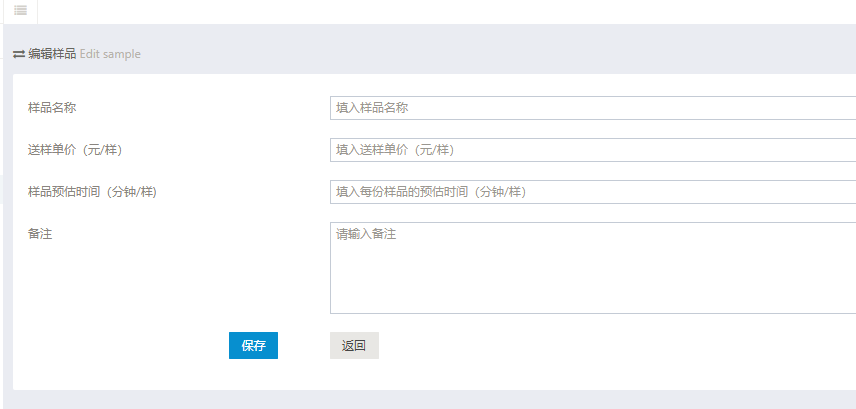 编辑样品 Edit sample
样品名称 填入样品名称
送样单价（元/样） 填入送样单价（元/样）
样品预估时间（分钟/样) 填入每份样品的预估时间（分钟/样）
备注 请输入备注
保存 返回